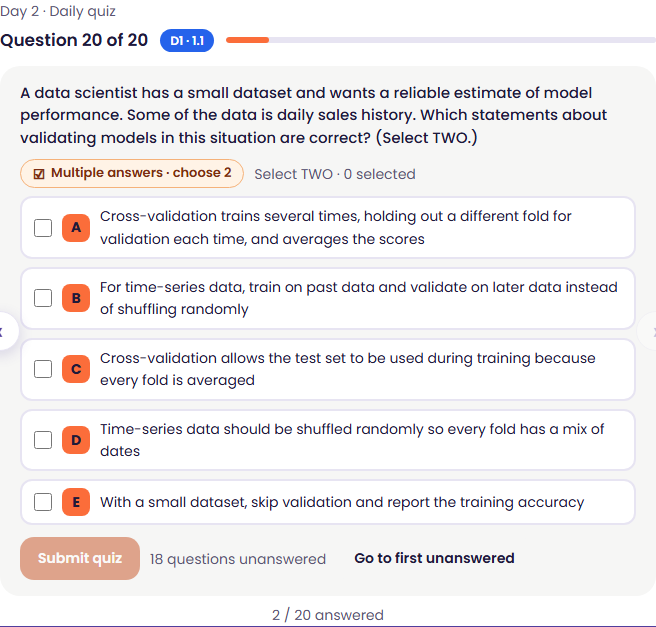 Day 2 · Daily quiz
Question 20 of 20 D1 · 1.1
A data scientist has a small dataset and wants a reliable estimate of model
performance. Some of the data is daily sales history. Which statements about
validating models in this situation are correct? (Select TWO.)
Multiple answers · choose 2 Select TWO · 0 selected
A Cross-validation trains several times, holding out a different fold for
validation each time, and averages the scores
B For time-series data, train on past data and validate on later data instead
of shuffling randomly
C Cross-validation allows the test set to be used during training because
every fold is averaged
D Time-series data should be shuffled randomly so every fold has a mix of
dates
E With a small dataset, skip validation and report the training accuracy
Submit quiz 18 questions unanswered Go to first unanswered
2 / 20 answered